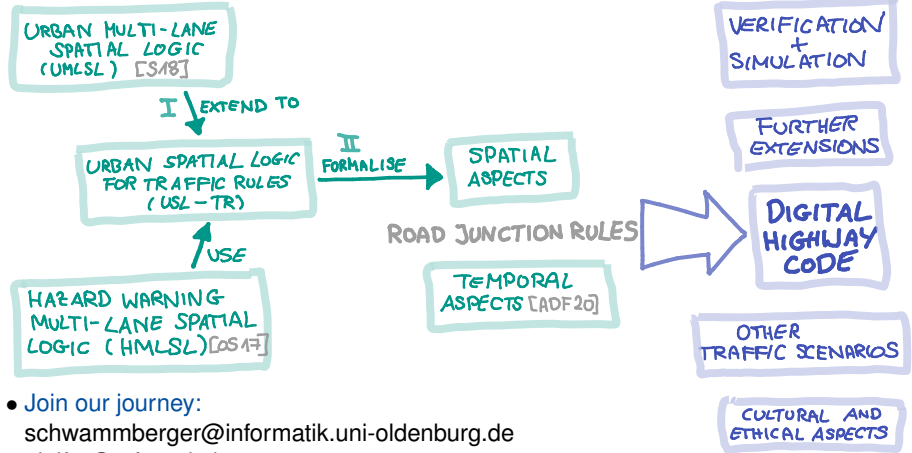 URBAN MULTI-LANE
SPATIAL LOGIC
(UMLSL) [S18]
I EXTEND TO
URBAN SPATIAL LOGIC
FOR TRAFFIC RULES
(USL-TR)
USE
HAZARD WARNING
MULTI-LANE SPATIAL
LOGIC (HMLSL) [OS17]
II
FORMALISE
SPATIAL
ASPECTS
ROAD JUNCTION RULES
TEMPORAL
ASPECTS [ADF20]
VERIFICATION
+
SIMULATION
FURTHER
EXTENSIONS
DIGITAL
HIGHWAY
CODE
OTHER
TRAFFIC SCENARIOS
CULTURAL AND
ETHICAL ASPECTS
• Join our journey:
schwammberger@informatik.uni-oldenburg.de